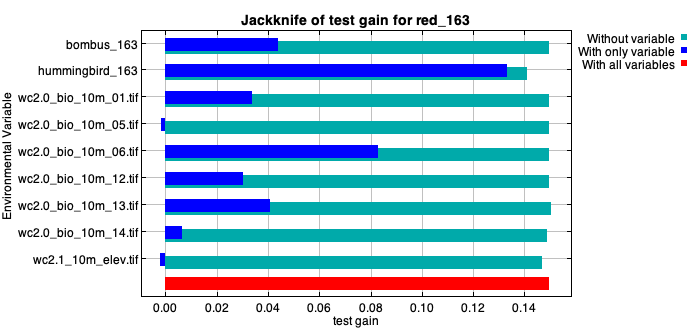 Jackknife of test gain for red_163
Without variable
With only variable
With all variables
Environmental Variable
bombus_163
hummingbird_163
wc2.0_bio_10m_01.tif
wc2.0_bio_10m_05.tif
wc2.0_bio_10m_06.tif
wc2.0_bio_10m_12.tif
wc2.0_bio_10m_13.tif
wc2.0_bio_10m_14.tif
wc2.1_10m_elev.tif
0.00 0.02 0.04 0.06 0.08 0.10 0.12 0.14
test gain